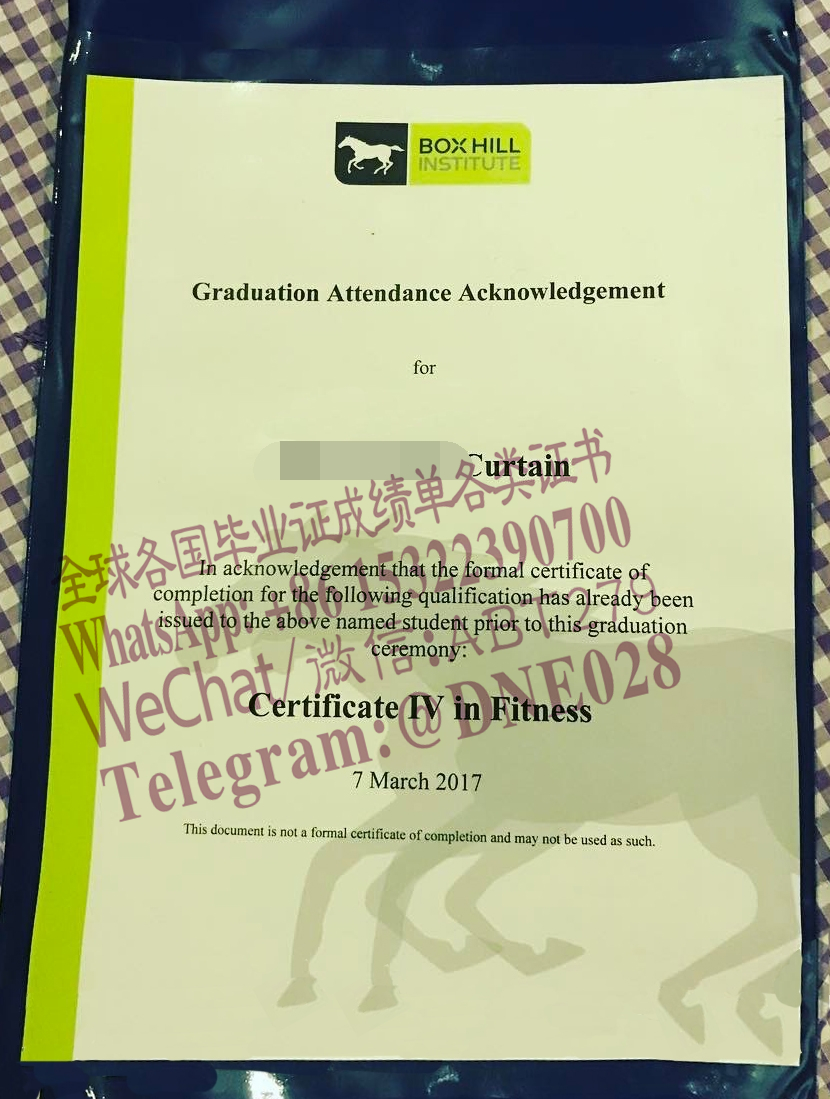 BOX HILL
INSTITUTE
Graduation Attendance Acknowledgement
for
Curtain
全球各国毕业证成绩单各类证书
In acknowledgement that the formal certificate of
WhatsApp: +86 15322390700
completion for the following qualification has already been
issued to the above named student prior to this graduation
ceremony:
WeChat/微信:ABT279
Certificate IV in Fitness
Telegram:@DNE028
7 March 2017
This document is not a formal certificate of completion and may not be used as such.